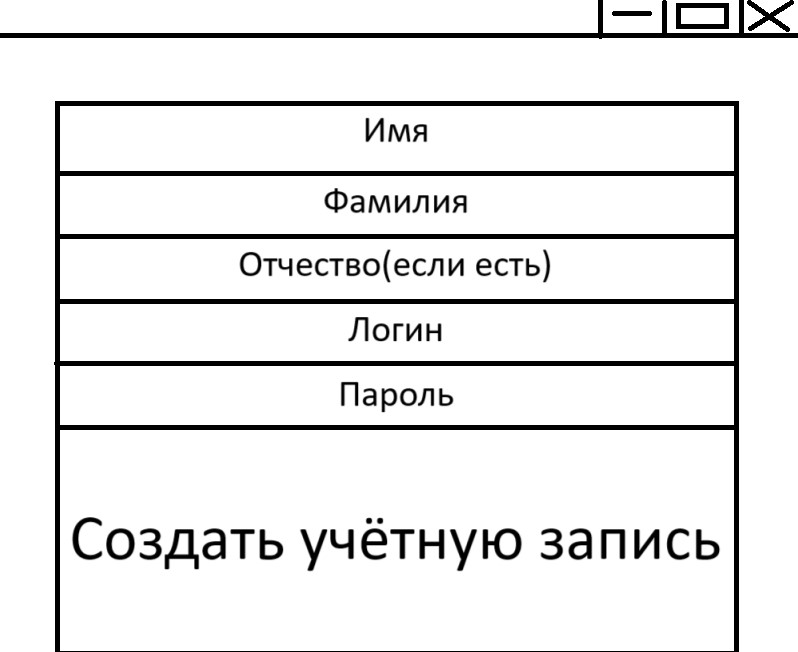 Имя
Фамилия
Отчество(если есть)
Логин
Пароль
Создать учётную запись